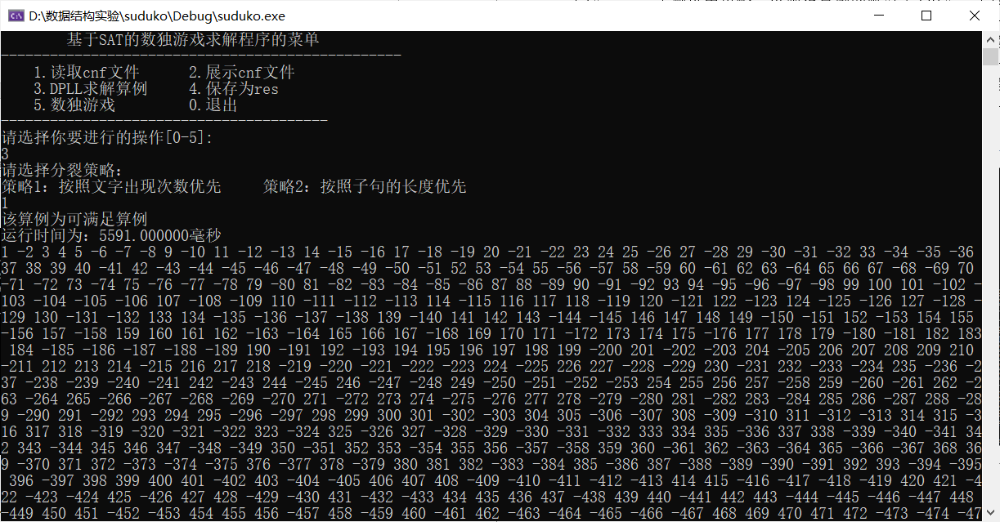 D:\数据结构实验\suduko\Debug\suduko.exe
基于SAT的数独游戏求解程序的菜单
-------------------------------------------------
1.读取cnf文件 2.展示cnf文件
3.DPLL求解算例 4.保存为res
5.数独游戏 0.退出
----------------------------------------
请选择你要进行的操作[0-5]:
3
请选择分裂策略:
策略1: 按照文字出现次数优先 策略2: 按照子句的长度优先
1
该算例为可满足算例
运行时间为: 5591.000000毫秒
1 -2 3 4 5 -6 -7 -8 9 -10 11 -12 -13 14 -15 -16 17 -18 -19 20 -21 -22 23 24 25 -26 27 -28 29 -30 -31 -32 33 -34 -35 -36
37 38 39 40 -41 42 -43 -44 -45 -46 -47 -48 -49 -50 -51 52 53 -54 55 -56 -57 58 -59 60 -61 62 63 -64 65 66 67 -68 -69 70
-71 -72 73 -74 75 -76 -77 -78 79 -80 81 -82 -83 -84 -85 -86 87 88 -89 90 -91 -92 93 94 -95 -96 -97 -98 99 100 101 -102 -
103 -104 -105 -106 107 -108 -109 110 -111 -112 -113 114 -115 116 117 118 -119 120 -121 122 -123 124 -125 -126 127 -128 -
129 130 -131 -132 133 134 -135 -136 -137 -138 139 -140 141 142 143 -144 -145 146 147 148 149 -150 -151 152 -153 154 155
-156 157 -158 159 160 161 162 -163 -164 165 166 167 -168 169 170 171 -172 173 174 175 -176 177 178 179 -180 -181 182 183
184 -185 -186 -187 -188 -189 190 -191 192 -193 194 195 196 197 198 199 -200 201 -202 -203 204 -205 206 207 208 209 210
-211 212 213 214 -215 216 217 218 -219 -220 -221 -222 -223 224 -225 226 227 -228 -229 230 -231 232 -233 -234 235 -236 -2
37 -238 -239 -240 -241 242 -243 244 -245 246 -247 -248 249 -250 -251 -252 -253 254 255 256 257 -258 259 -260 -261 262 -2
63 -264 265 -266 -267 -268 -269 -270 271 -272 273 274 -275 -276 277 278 -279 -280 281 -282 283 -284 285 286 -287 288 -28
9 -290 291 -292 293 294 295 -296 -297 298 299 300 301 -302 -303 304 305 -306 -307 308 -309 -310 311 -312 -313 314 315 -3
16 317 318 -319 -320 -321 -322 323 -324 325 -326 327 -328 -329 -330 -331 -332 333 334 335 -336 337 338 -339 -340 -341 34
2 343 -344 345 346 347 -348 -349 350 -351 352 353 -354 355 356 -357 -358 359 360 -361 362 -363 -364 365 -366 -367 368 36
9 -370 371 372 -373 -374 -375 376 -377 378 -379 380 381 382 -383 -384 385 -386 387 -388 -389 -390 -391 392 393 -394 -395
396 -397 398 399 400 401 -402 403 -404 -405 406 407 408 -409 -410 -411 -412 -413 414 415 -416 -417 -418 -419 420 421 -4
22 -423 -424 425 -426 427 428 -429 -430 431 -432 -433 434 435 436 437 -438 439 440 -441 442 443 -444 -445 -446 -447 448
-449 450 451 -452 -453 454 455 456 -457 458 -459 460 -461 462 -463 -464 -465 -466 -467 468 469 470 471 472 -473 -474 -47